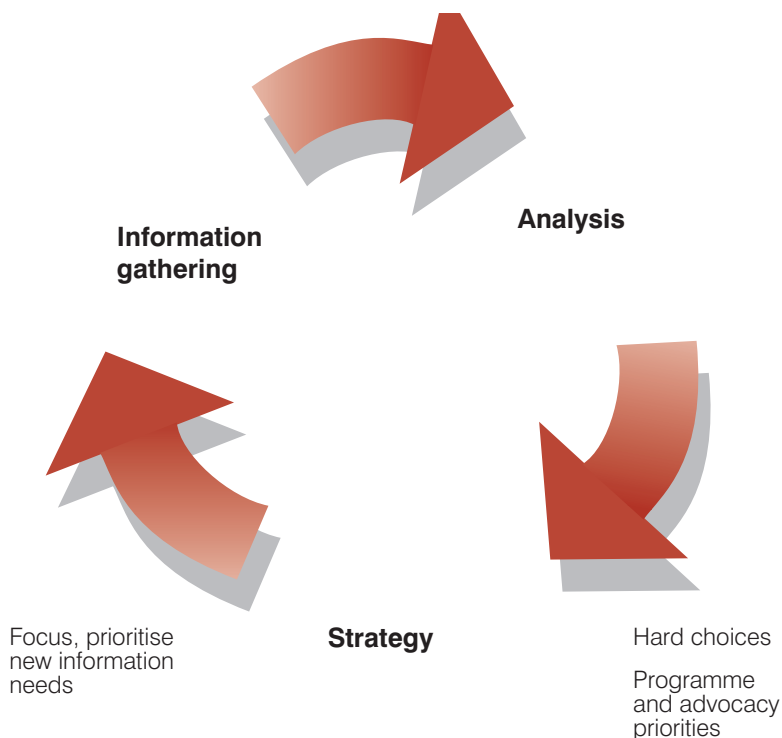 Analysis
Information
gathering
Focus, prioritise
new information
needs
Strategy
Hard choices
Programme
and advocacy
priorities